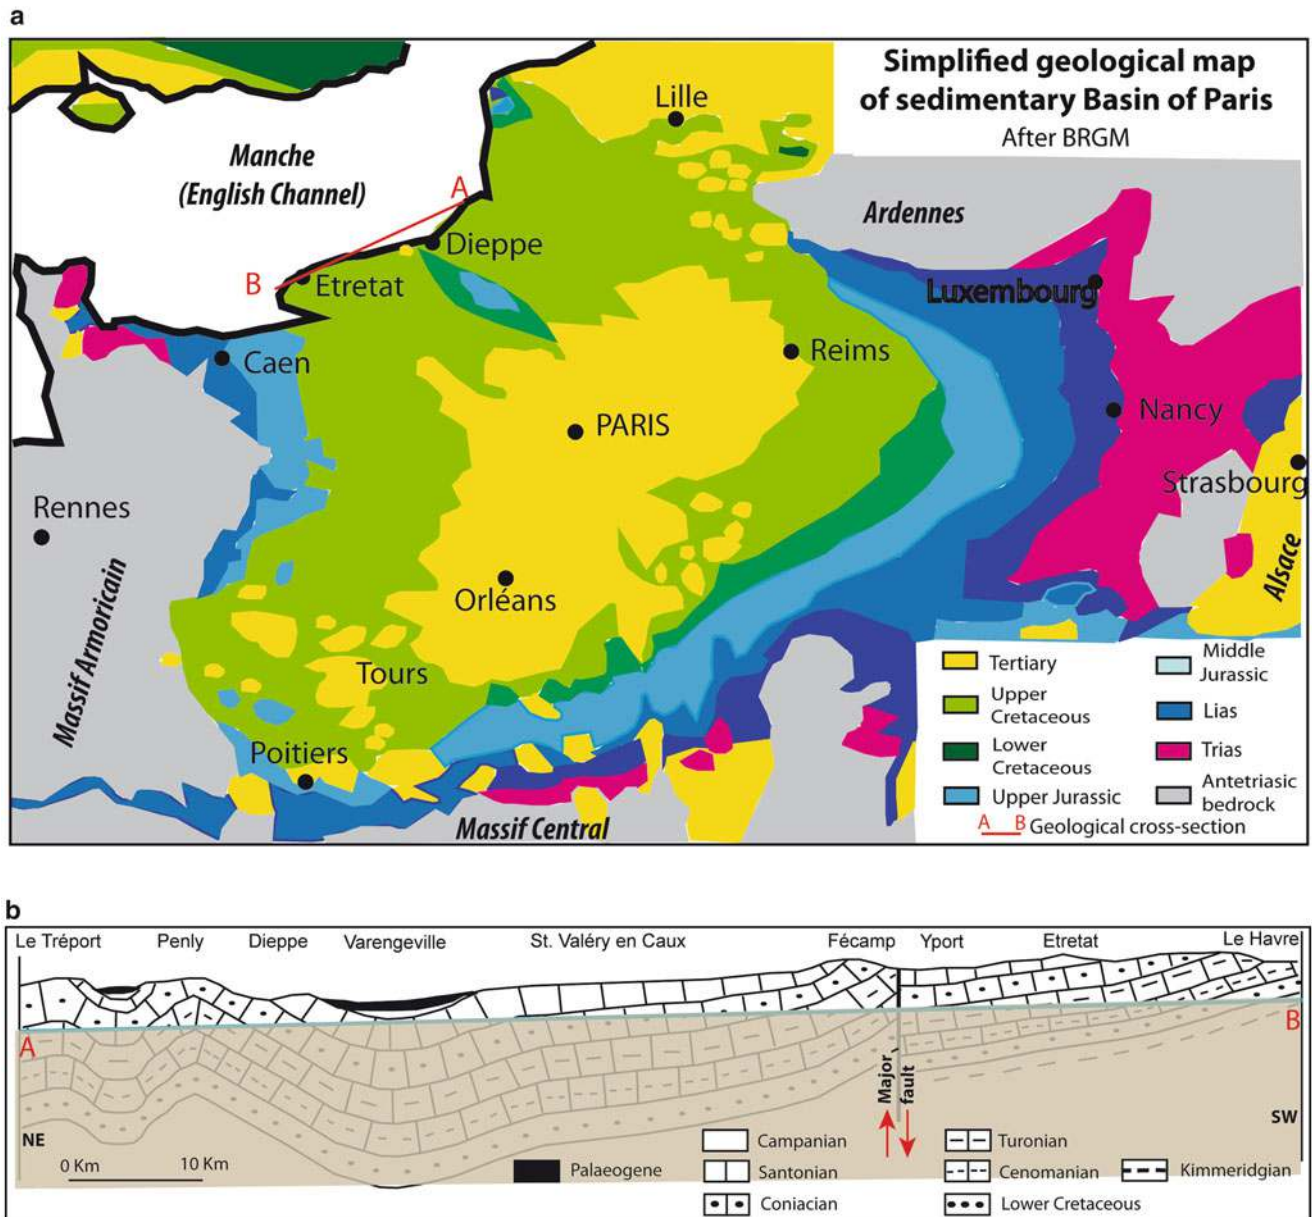 a
Simplified geological map
of sedimentary Basin of Paris
After BRGM
Lille
Manche
(English Channel)
A
Ardennes
Dieppe
B
Etretat
Luxembourg
Caen
Reims
PARIS
Nancy
Strasbourg
Rennes
Alsace
Orléans
Massif Armoricain
Tours
Poitiers
Massif Central
Tertiary
Upper
Cretaceous
Lower
Cretaceous
Upper Jurassic
Middle
Jurassic
Lias
Trias
Antetriasic
bedrock
A B Geological cross-section
b
Le Tréport Penly Dieppe Varengeville St. Valéry en Caux Fécamp Yport Etretat Le Havre
A
B
Major
fault
NE
SW
0 Km 10 Km
Palaeogene
Campanian
Santonian
Coniacian
Turonian
Cenomanian
Lower Cretaceous
Kimmeridgian